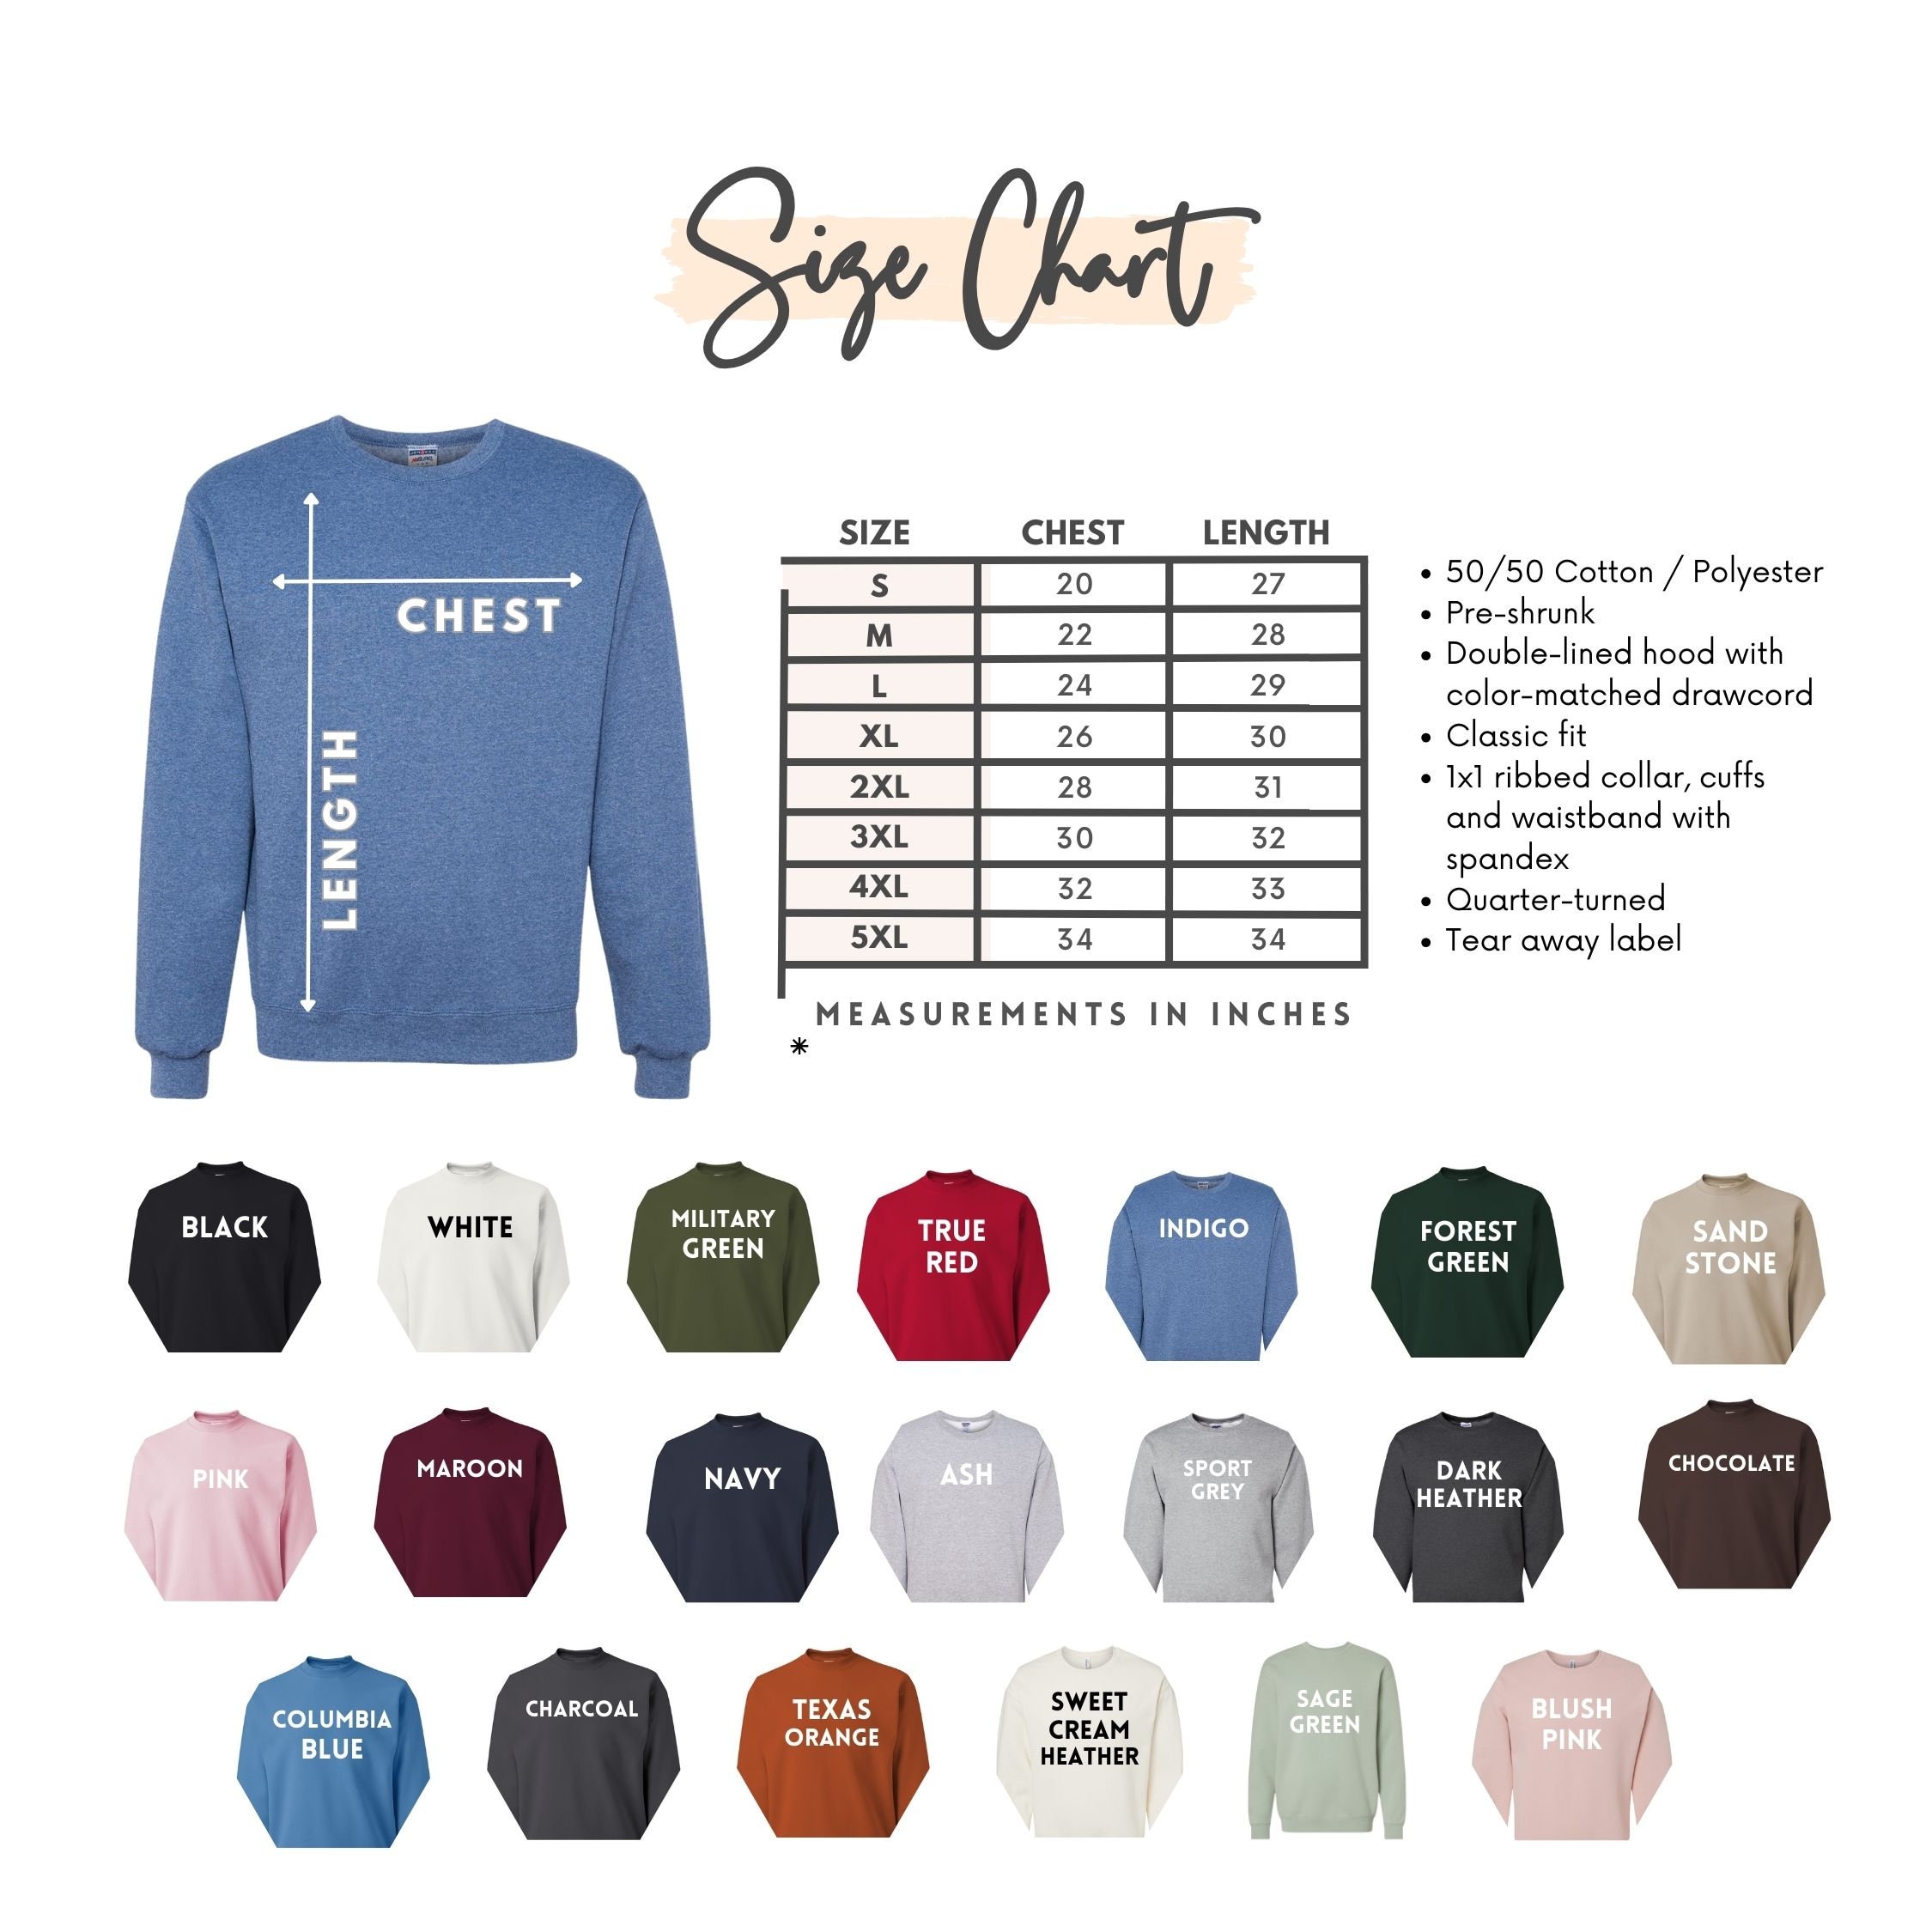 Size Chart
CHEST
LENGTH
SIZE CHEST LENGTH
S 20 27
M 22 28
L 24 29
XL 26 30
2XL 28 31
3XL 30 32
4XL 32 33
5XL 34 34
MEASUREMENTS IN INCHES
*
• 50/50 Cotton / Polyester
• Pre-shrunk
• Double-lined hood with
color-matched drawcord
• Classic fit
• 1x1 ribbed collar, cuffs
and waistband with
spandex
• Quarter-turned
• Tear away label
BLACK
WHITE
MILITARY
GREEN
TRUE
RED
INDIGO
FOREST
GREEN
SAND
STONE
PINK
MAROON
NAVY
ASH
SPORT
GREY
DARK
HEATHER
CHOCOLATE
COLUMBIA
BLUE
CHARCOAL
TEXAS
ORANGE
SWEET
CREAM
HEATHER
SAGE
GREEN
BLUSH
PINK